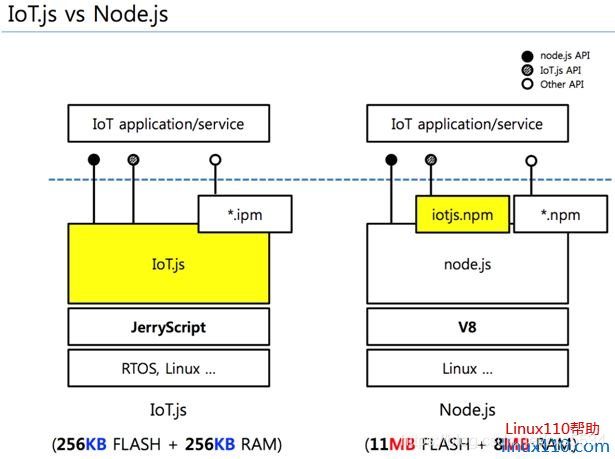 IoT.js vs Node.js
node.js API
IoT.js API
Other API
IoT application/service
IoT application/service
*.ipm
iotjs.npm
*.npm
IoT.js
node.js
JerryScript
V8
RTOS, Linux ...
Linux ...
IoT.js
Node.js
(256KB FLASH + 256KB RAM)
(11MB FLASH + 8MB RAM)
Linux110帮助
linux110.com